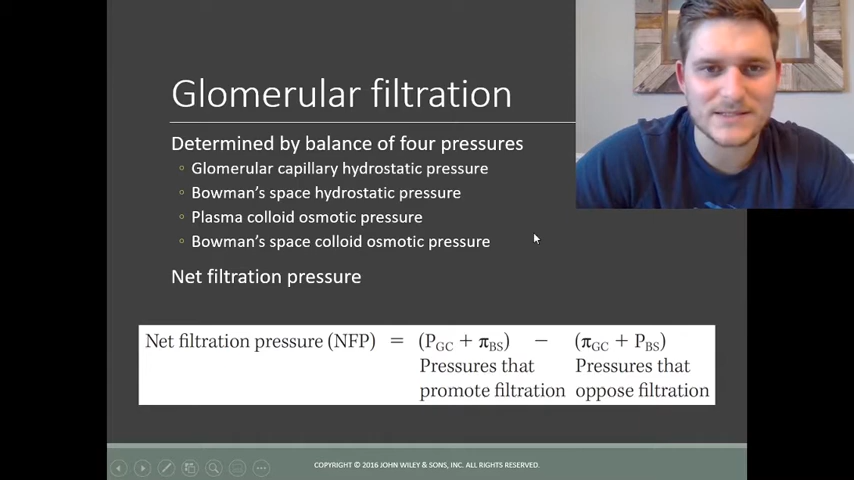 Glomerular filtration
Determined by balance of four pressures
Glomerular capillary hydrostatic pressure
Bowman's space hydrostatic pressure
Plasma colloid osmotic pressure
Bowman's space colloid osmotic pressure
Net filtration pressure
Net filtration pressure (NFP) = (PGC + πBS) − (πGC + PBS)
Pressures that Pressures that
promote filtration oppose filtration
COPYRIGHT © 2016 JOHN WILEY & SONS, INC. ALL RIGHTS RESERVED.